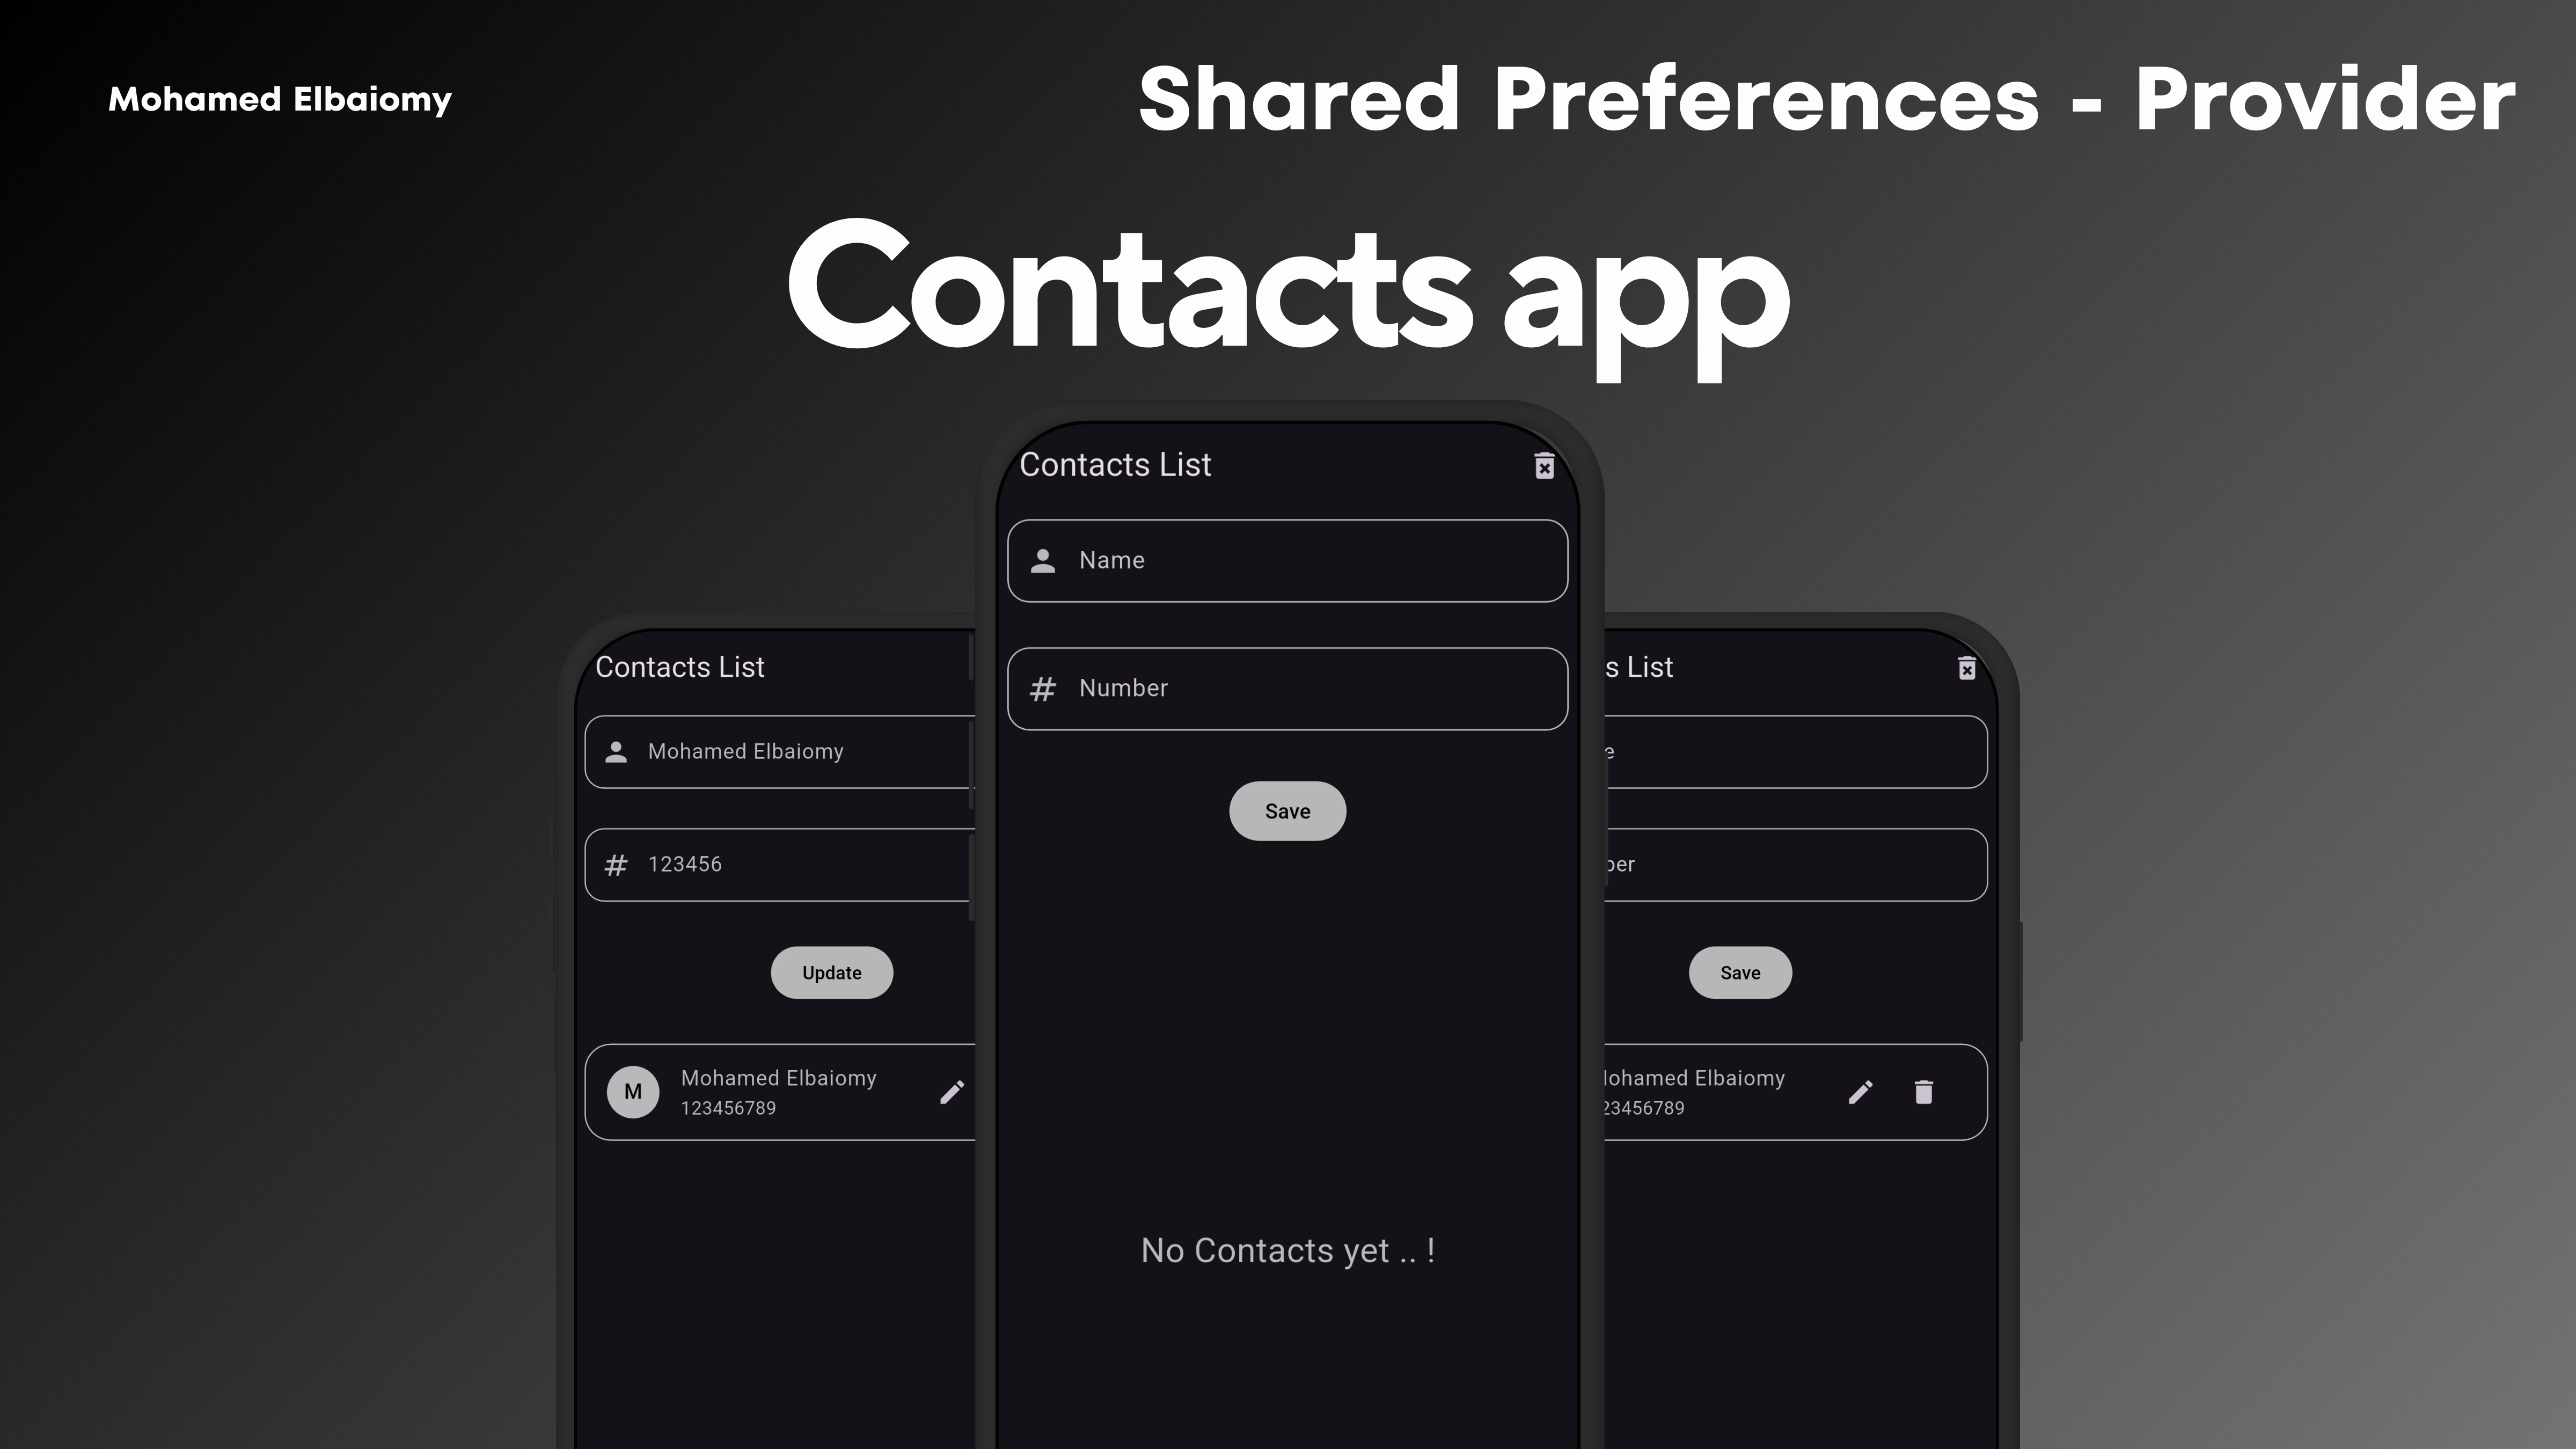 Mohamed Elbaiomy
Shared Preferences - Provider
Contacts app
Contacts List
Mohamed Elbaiomy
# 123456
Update
M
Mohamed Elbaiomy
123456789
Contacts List
Name
# Number
Save
No Contacts yet .. !
s List
e
ber
Save
ohamed Elbaiomy
23456789